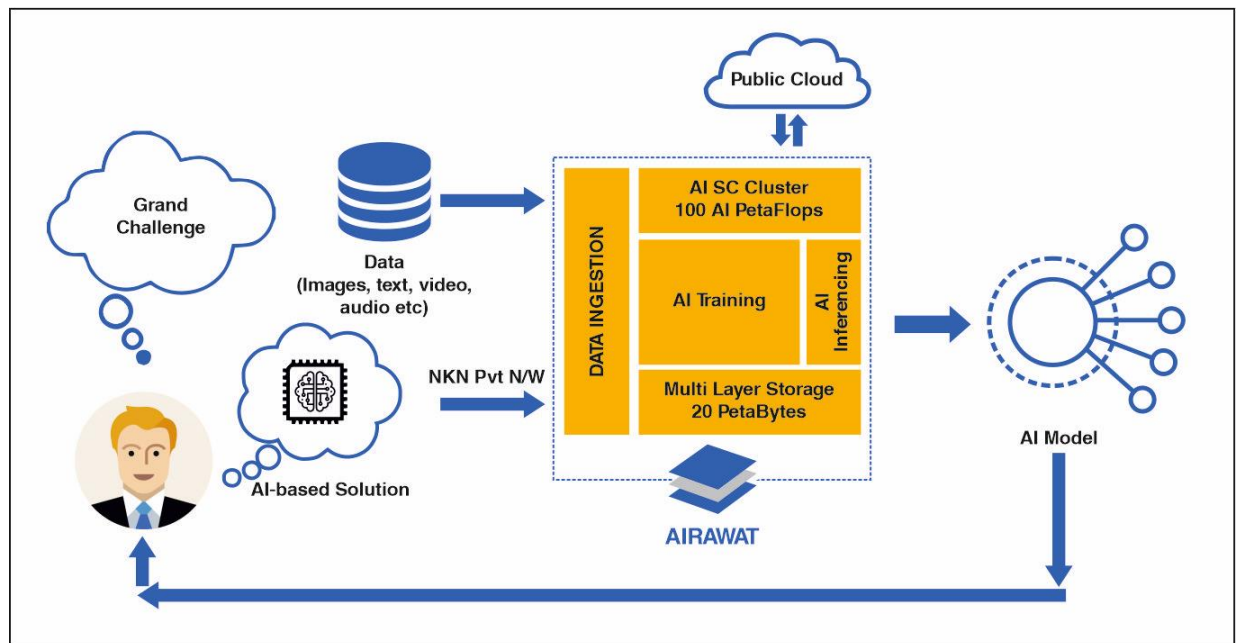 Public Cloud
Grand
Challenge
Data
(Images, text, video,
audio etc)
DATA INGESTION
AI SC Cluster
100 AI PetaFlops
AI Training
AI
Inferencing
Multi Layer Storage
20 PetaBytes
NKN Pvt N/W
AI-based Solution
AIRAWAT
AI Model